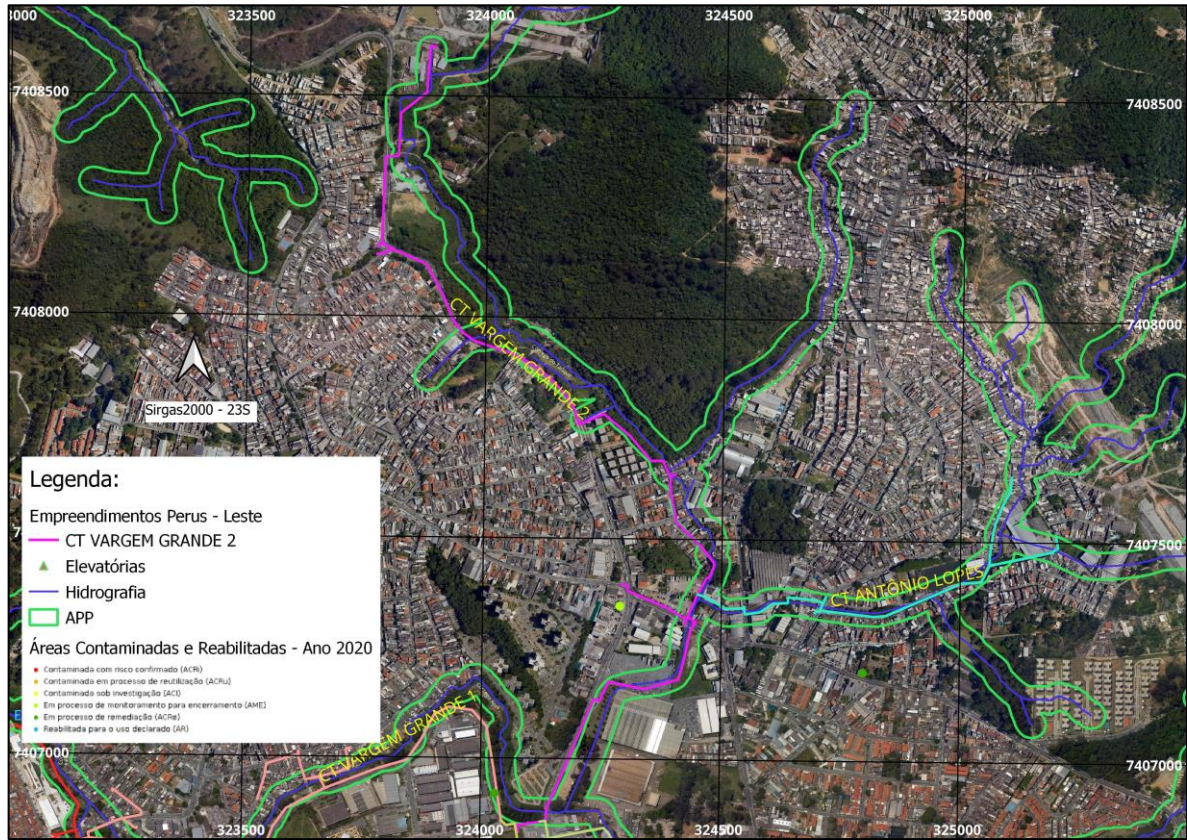 3000
323500
324000
324500
325000
7408500
7408500
CT VARGEM GRANDE 2
7408000
7408000
Sirgas2000 - 23S
Legenda:
Empreendimentos Perus - Leste
CT VARGEM GRANDE 2
Elevatórias
Hidrografia
APP
Áreas Contaminadas e Reabilitadas - Ano 2020
Contaminada com risco confirmado (ACRi)
Contaminada em processo de reutilização (ACRu)
Contaminada sob investigação (ACI)
Em processo de monitoramento para encerramento (AME)
Em processo de remediação (ACRe)
Reabilitada para o uso declarado (AR)
7407500
CT ANTÔNIO LOPES
CT VARGEM GRANDE 1
E
7407000
7407000
323500
324000
324500
325000